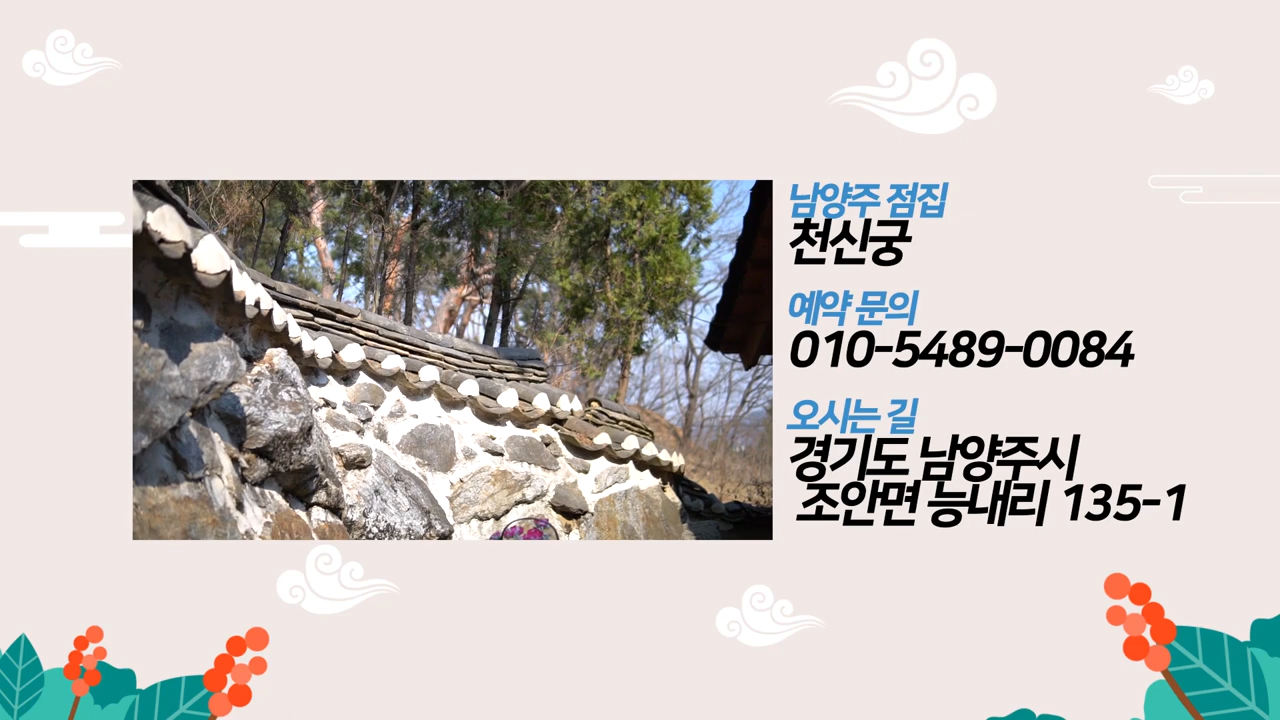 남양주 점집
천신궁
예약 문의
010-5489-0084
오시는 길
경기도 남양주시
조안면 능내리 135-1